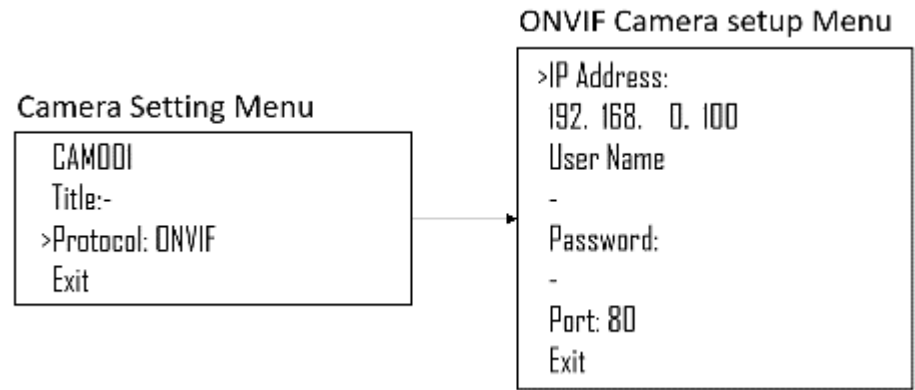 ONVIF Camera setup Menu
>IP Address:
192. 168. 0. 100
User Name
-
Password:
-
Port: 80
Exit
Camera Setting Menu
CAM001
Title:-
>Protocol: ONVIF
Exit